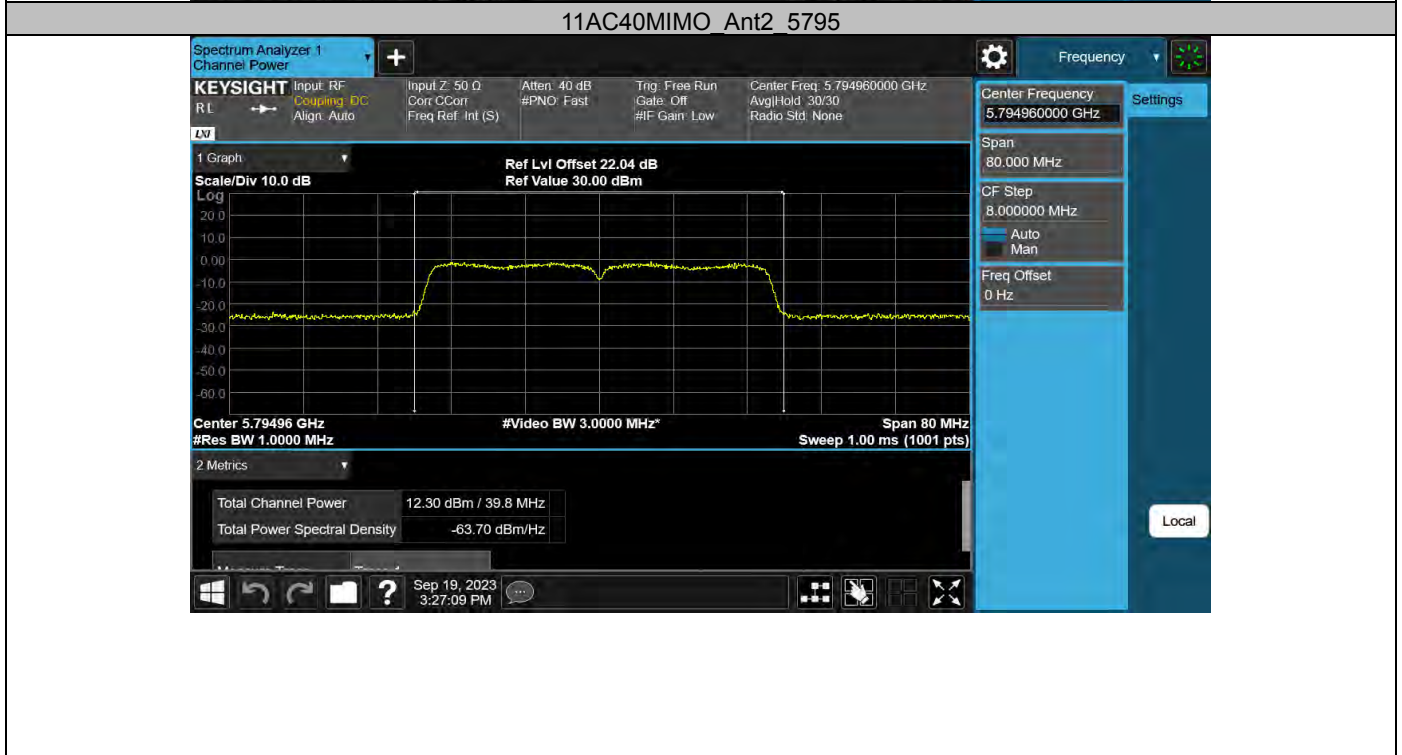 11AC40MIMO_Ant2_5795
Spectrum Analyzer 1
Channel Power
Frequency
KEYSIGHT Input: RF
RL
Coupling: DC
Align: Auto
LXI
Input Z: 50 Ω
Corr CCorr
Freq Ref: Int (S)
Atten: 40 dB
#PNO: Fast
Trig: Free Run
Gate: Off
#IF Gain: Low
Center Freq: 5.794960000 GHz
Avg|Hold: 30/30
Radio Std: None
Center Frequency
5.794960000 GHz
Settings
Span
80.000 MHz
CF Step
8.000000 MHz
Auto
Man
Freq Offset
0 Hz
1 Graph
Scale/Div 10.0 dB
Ref Lvl Offset 22.04 dB
Ref Value 30.00 dBm
Log
20.0
10.0
0.00
-10.0
-20.0
-30.0
-40.0
-50.0
-60.0
Center 5.79496 GHz
#Video BW 3.0000 MHz*
Span 80 MHz
#Res BW 1.0000 MHz
Sweep 1.00 ms (1001 pts)
2 Metrics
Total Channel Power 12.30 dBm / 39.8 MHz
Total Power Spectral Density -63.70 dBm/Hz
Local
?
Sep 19, 2023
3:27:09 PM